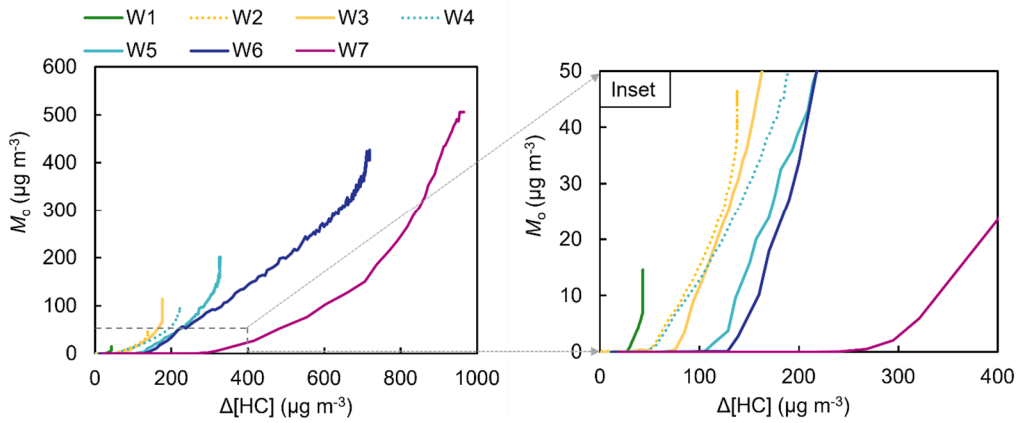 W1 W2 W3 W4
W5 W6 W7
600
500
400
300
200
100
0
Mo (µg m-3)
0 200 400 600 800 1000
Δ[HC] (µg m-3)
Inset
50
40
30
20
10
0
Mo (µg m-3)
0 100 200 300 400
Δ[HC] (µg m-3)